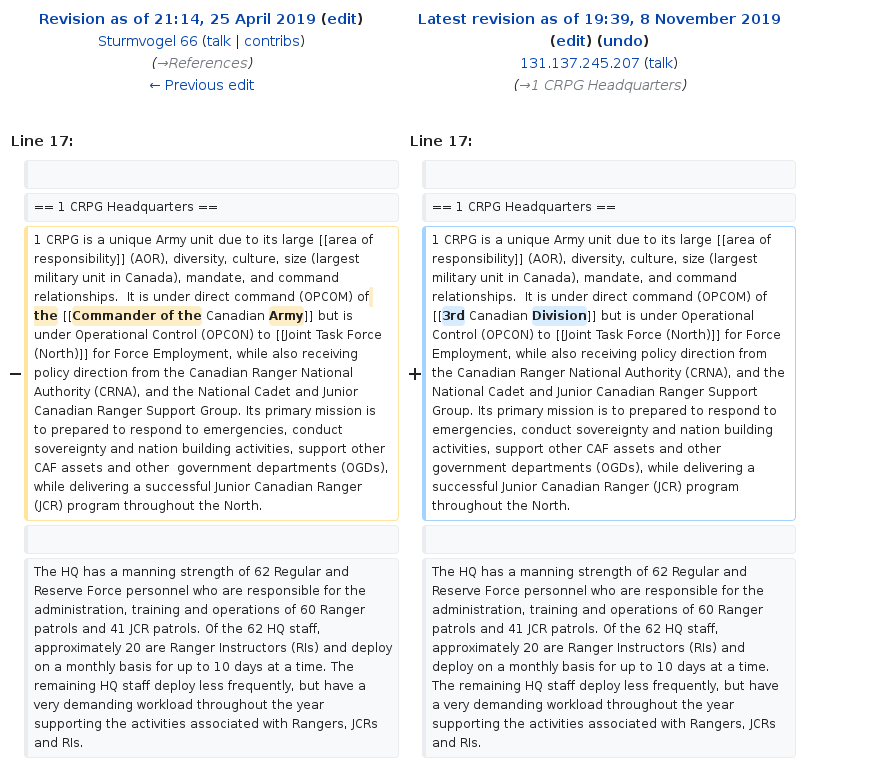 Revision as of 21:14, 25 April 2019 (edit)
Sturmvogel 66 (talk | contribs)
(→References)
← Previous edit
Latest revision as of 19:39, 8 November 2019
(edit) (undo)
131.137.245.207 (talk)
(→1 CRPG Headquarters)
Line 17:
Line 17:
== 1 CRPG Headquarters ==
== 1 CRPG Headquarters ==
−
1 CRPG is a unique Army unit due to its large [[area of
responsibility]] (AOR), diversity, culture, size (largest
military unit in Canada), mandate, and command
relationships.  It is under direct command (OPCOM) of
the [[Commander of the Canadian Army]] but is
under Operational Control (OPCON) to [[Joint Task Force
(North)]] for Force Employment, while also receiving
policy direction from the Canadian Ranger National
Authority (CRNA), and the National Cadet and Junior
Canadian Ranger Support Group. Its primary mission is
to prepared to respond to emergencies, conduct
sovereignty and nation building activities, support other
CAF assets and other  government departments (OGDs),
while delivering a successful Junior Canadian Ranger
(JCR) program throughout the North.
+
1 CRPG is a unique Army unit due to its large [[area of
responsibility]] (AOR), diversity, culture, size (largest
military unit in Canada), mandate, and command
relationships.  It is under direct command (OPCOM) of
[[3rd Canadian Division]] but is under Operational
Control (OPCON) to [[Joint Task Force (North)]] for Force
Employment, while also receiving policy direction from
the Canadian Ranger National Authority (CRNA), and the
National Cadet and Junior Canadian Ranger Support
Group. Its primary mission is to prepared to respond to
emergencies, conduct sovereignty and nation building
activities, support other CAF assets and other
government departments (OGDs), while delivering a
successful Junior Canadian Ranger (JCR) program
throughout the North.
The HQ has a manning strength of 62 Regular and
Reserve Force personnel who are responsible for the
administration, training and operations of 60 Ranger
patrols and 41 JCR patrols. Of the 62 HQ staff,
approximately 20 are Ranger Instructors (RIs) and deploy
on a monthly basis for up to 10 days at a time. The
remaining HQ staff deploy less frequently, but have a
very demanding workload throughout the year
supporting the activities associated with Rangers, JCRs
and RIs.
The HQ has a manning strength of 62 Regular and
Reserve Force personnel who are responsible for the
administration, training and operations of 60 Ranger
patrols and 41 JCR patrols. Of the 62 HQ staff,
approximately 20 are Ranger Instructors (RIs) and
deploy on a monthly basis for up to 10 days at a time.
The remaining HQ staff deploy less frequently, but have
a very demanding workload throughout the year
supporting the activities associated with Rangers, JCRs
and RIs.